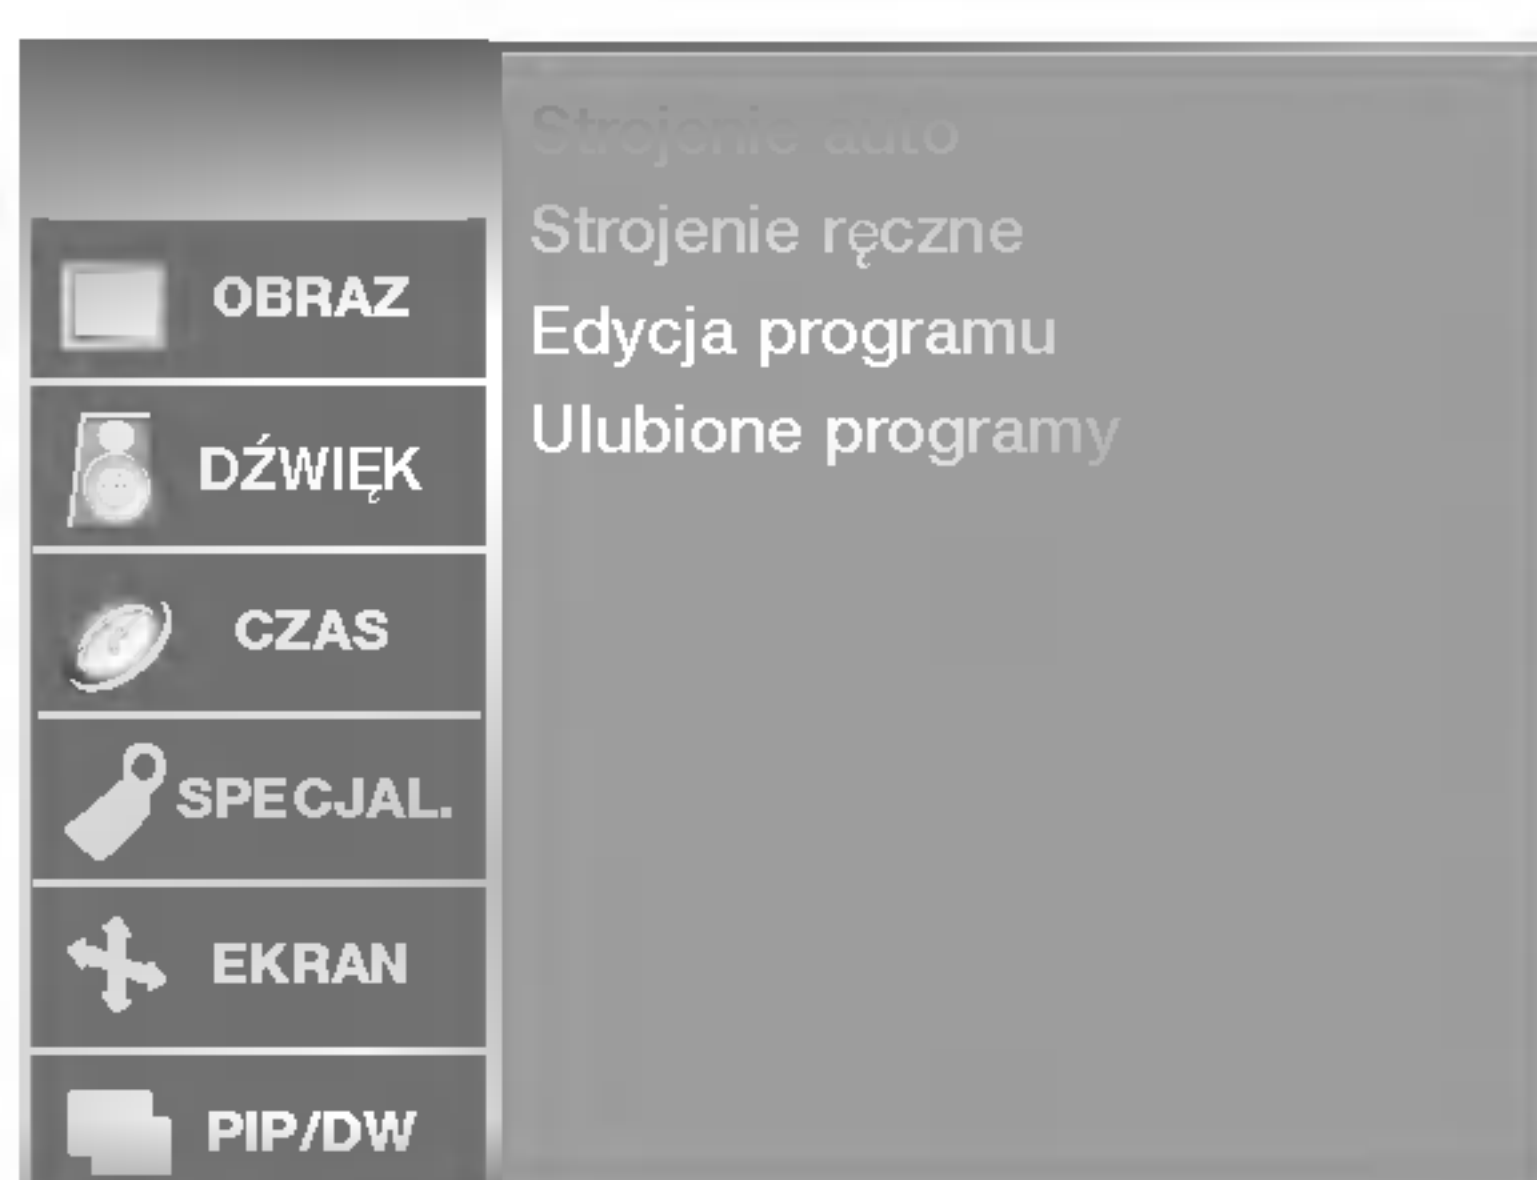 Strojenie auto
Strojenie ręczne
Edycja programu
Ulubione programy
OBRAZ
DŹWIĘK
CZAS
SPECJAL.
EKRAN
PIP/DW